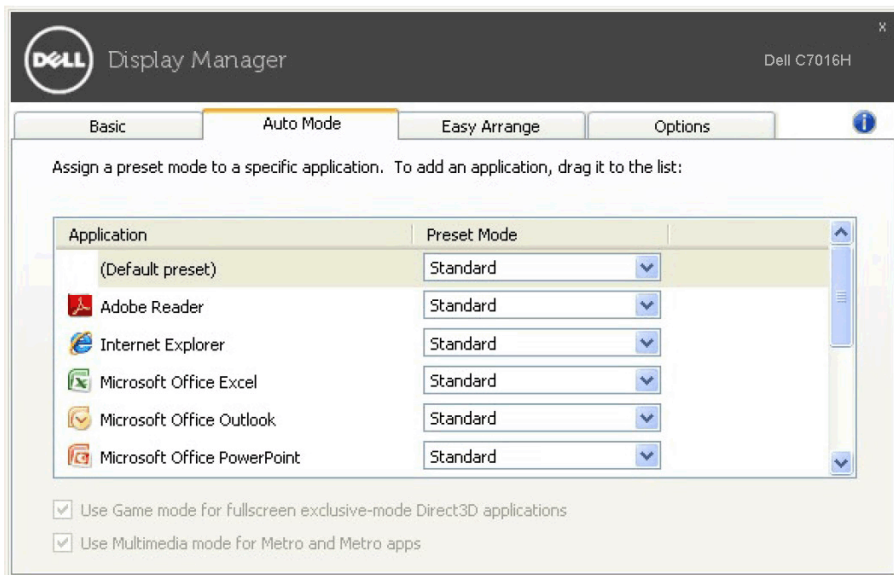 x
DELL Display Manager Dell C7016H
Basic Auto Mode Easy Arrange Options i
Assign a preset mode to a specific application. To add an application, drag it to the list:
Application Preset Mode
(Default preset) Standard
Adobe Reader Standard
Internet Explorer Standard
Microsoft Office Excel Standard
Microsoft Office Outlook Standard
Microsoft Office PowerPoint Standard
Use Game mode for fullscreen exclusive-mode Direct3D applications
Use Multimedia mode for Metro and Metro apps